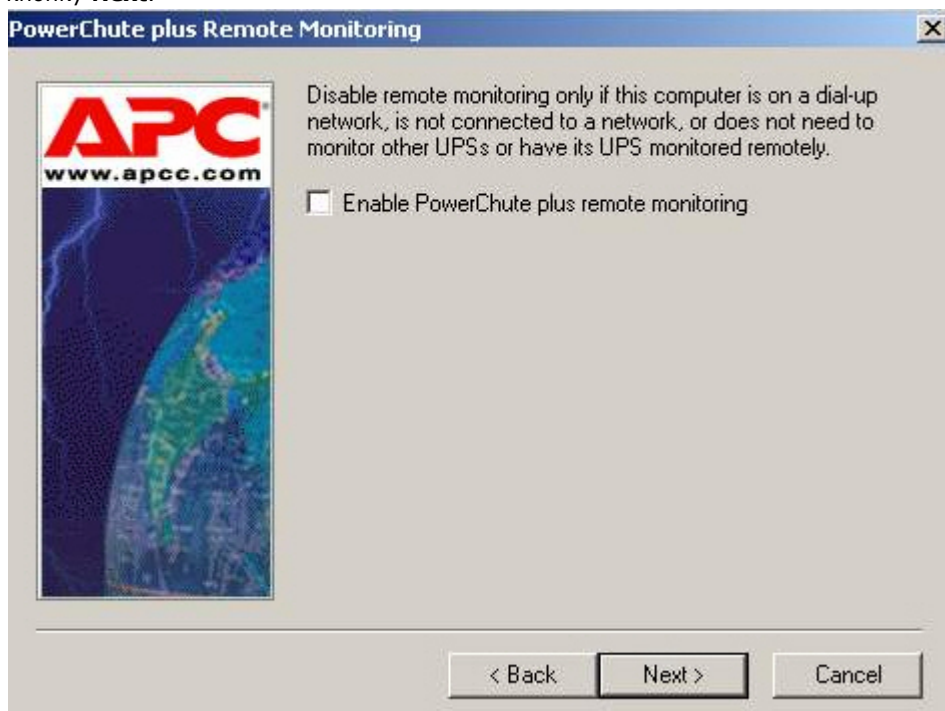 PowerChute plus Remote Monitoring
APC
www.apcc.com
Disable remote monitoring only if this computer is on a dial-up
network, is not connected to a network, or does not need to
monitor other UPSs or have its UPS monitored remotely.
Enable PowerChute plus remote monitoring
< Back
Next >
Cancel